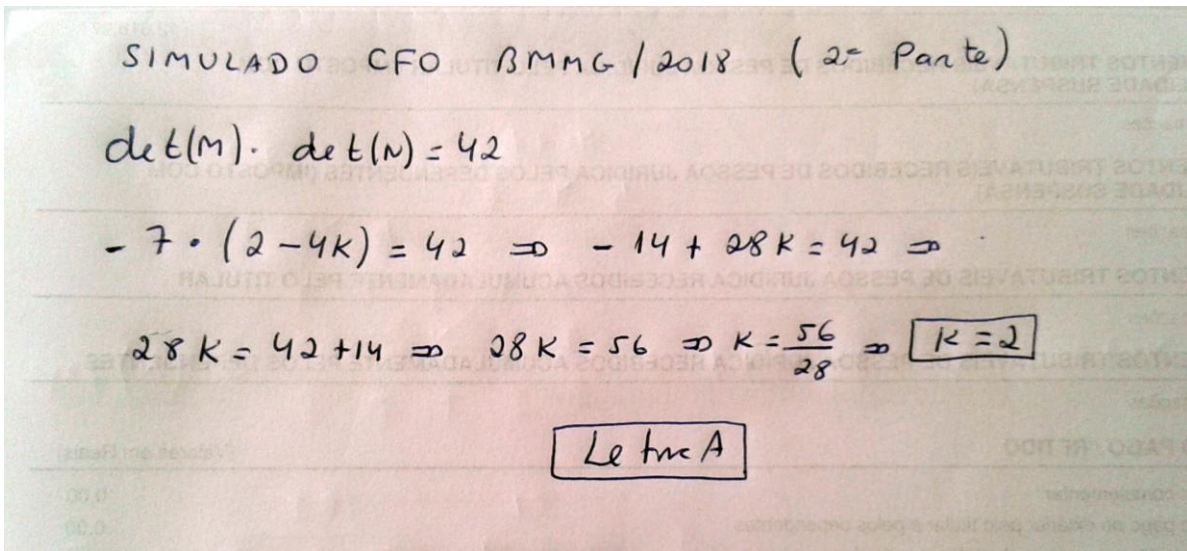 SIMULADO CFO BMMG / 2018 (2ª Parte)
det(M). det(N) = 42
- 7 • (2 - 4K) = 42 ⇒ - 14 + 28K = 42 ⇒
28 K = 42 + 14 ⇒ 28K = 56 ⇒ K = 56/28 ⇒ K = 2
Letra A